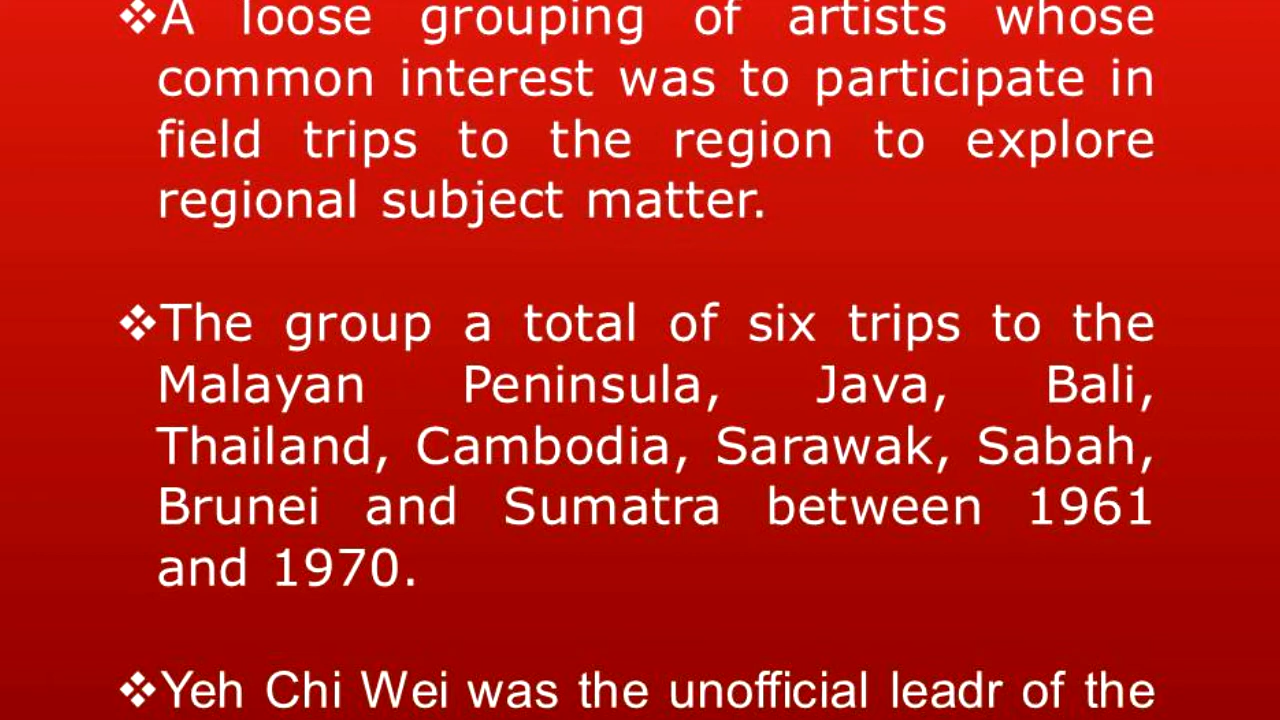 ❖A loose grouping of artists whose
common interest was to participate in
field trips to the region to explore
regional subject matter.
❖The group a total of six trips to the
Malayan Peninsula, Java, Bali,
Thailand, Cambodia, Sarawak, Sabah,
Brunei and Sumatra between 1961
and 1970.
❖Yeh Chi Wei was the unofficial leadr of the